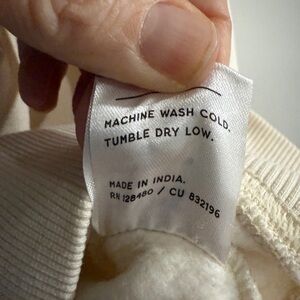 MACHINE WASH COLD.
TUMBLE DRY LOW.
MADE IN INDIA.
RN 128480 / CU 832196